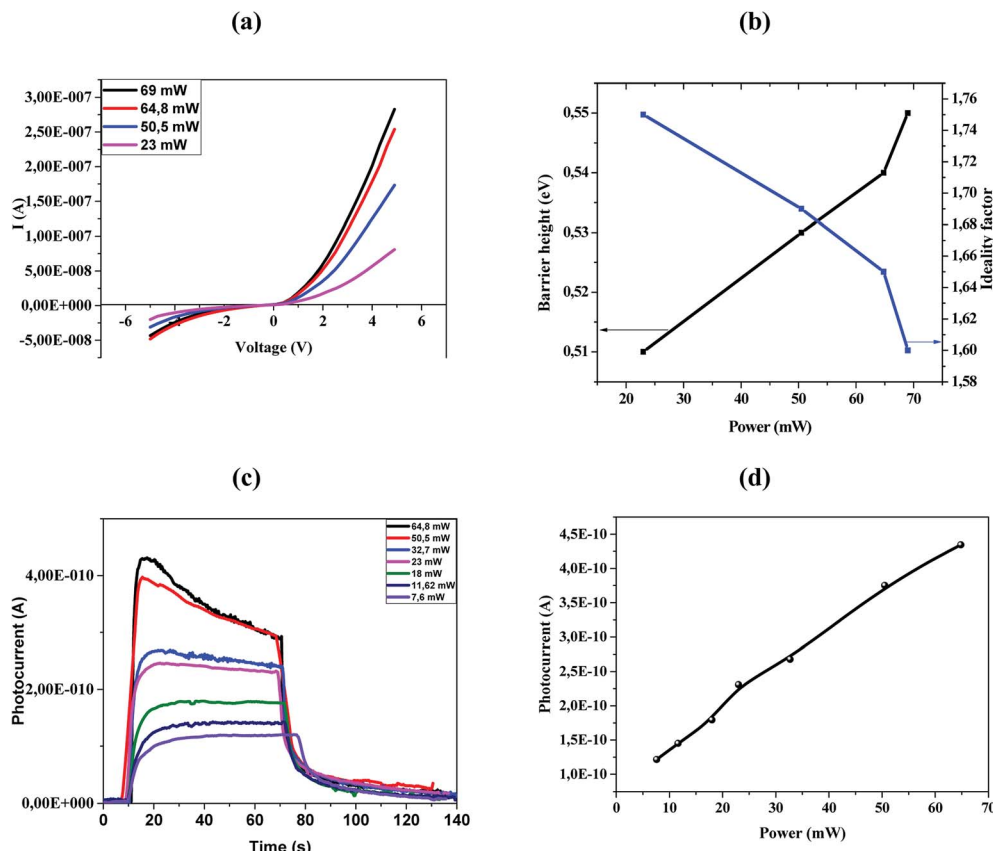 (a)
69 mW
64,8 mW
50,5 mW
23 mW
3,00E-007
2,50E-007
2,00E-007
1,50E-007
1,00E-007
5,00E-008
0,00E+000
-5,00E-008
I (A)
-6 -4 -2 0 2 4 6
Voltage (V)
(b)
0,55
0,54
0,53
0,52
0,51
Barrier height (eV)
1,76
1,74
1,72
1,70
1,68
1,66
1,64
1,62
1,60
1,58
Ideality factor
20 30 40 50 60 70
Power (mW)
(c)
64,8 mW
50,5 mW
32,7 mW
23 mW
18 mW
11,62 mW
7,6 mW
4,00E-010
2,00E-010
0,00E+000
Photocurrent (A)
0 20 40 60 80 100 120 140
Time (s)
(d)
4,5E-10
4,0E-10
3,5E-10
3,0E-10
2,5E-10
2,0E-10
1,5E-10
1,0E-10
Photocurrent (A)
0 10 20 30 40 50 60 70
Power (mW)